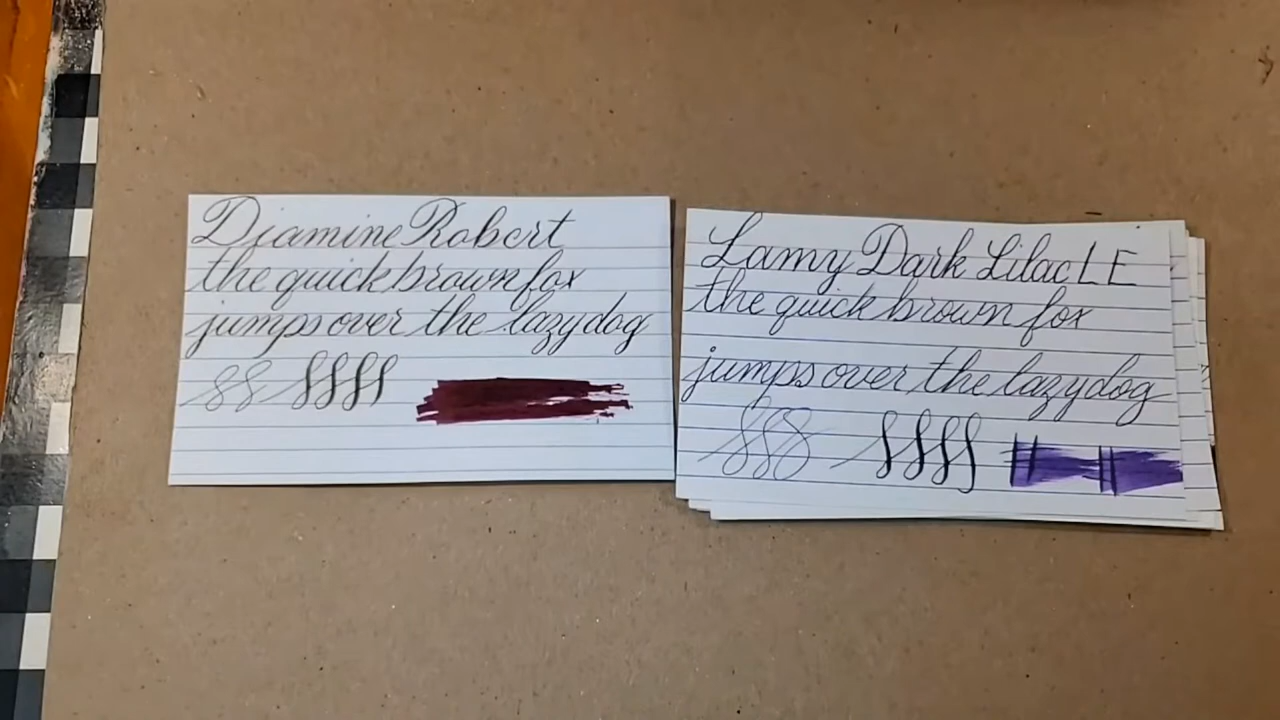 Diamine Robert
the quick brown fox
jumps over the lazy dog
Lamy Dark Lilac LE
the quick brown fox
jumps over the lazy dog